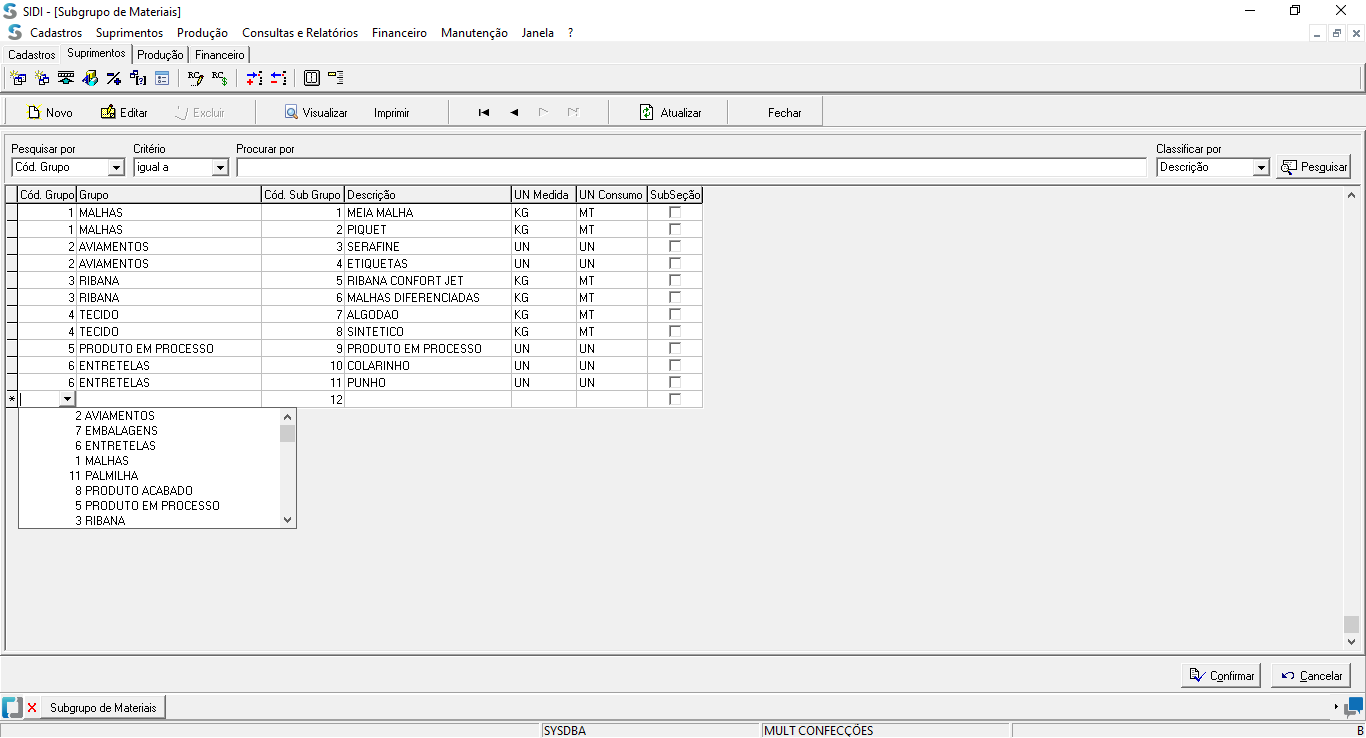 SIDI - [Subgrupo de Materiais]
Cadastros Suprimentos Produção Consultas e Relatórios Financeiro Manutenção Janela ?
Cadastros Suprimentos Produção Financeiro
Novo Editar Excluir Visualizar Imprimir Atualizar Fechar
Pesquisar por Critério Procurar por Classificar por
Cód. Grupo igual a Descrição Pesquisar
Cód. Grupo Grupo Cód. Sub Grupo Descrição UN Medida UN Consumo SubSeção
1 MALHAS 1 MEIA MALHA KG MT
1 MALHAS 2 PIQUET KG MT
2 AVIAMENTOS 3 SERAFINE UN UN
2 AVIAMENTOS 4 ETIQUETAS UN UN
3 RIBANA 5 RIBANA CONFORT JET KG MT
3 RIBANA 6 MALHAS DIFERENCIADAS KG MT
4 TECIDO 7 ALGODAO KG MT
4 TECIDO 8 SINTETICO KG MT
5 PRODUTO EM PROCESSO 9 PRODUTO EM PROCESSO UN UN
6 ENTRETELAS 10 COLARINHO UN UN
6 ENTRETELAS 11 PUNHO UN UN
* 12
2 AVIAMENTOS
7 EMBALAGENS
6 ENTRETELAS
1 MALHAS
11 PALMILHA
8 PRODUTO ACABADO
5 PRODUTO EM PROCESSO
3 RIBANA
Confirmar Cancelar
Subgrupo de Materiais
SYSDBA MULT CONFECÇÕES B